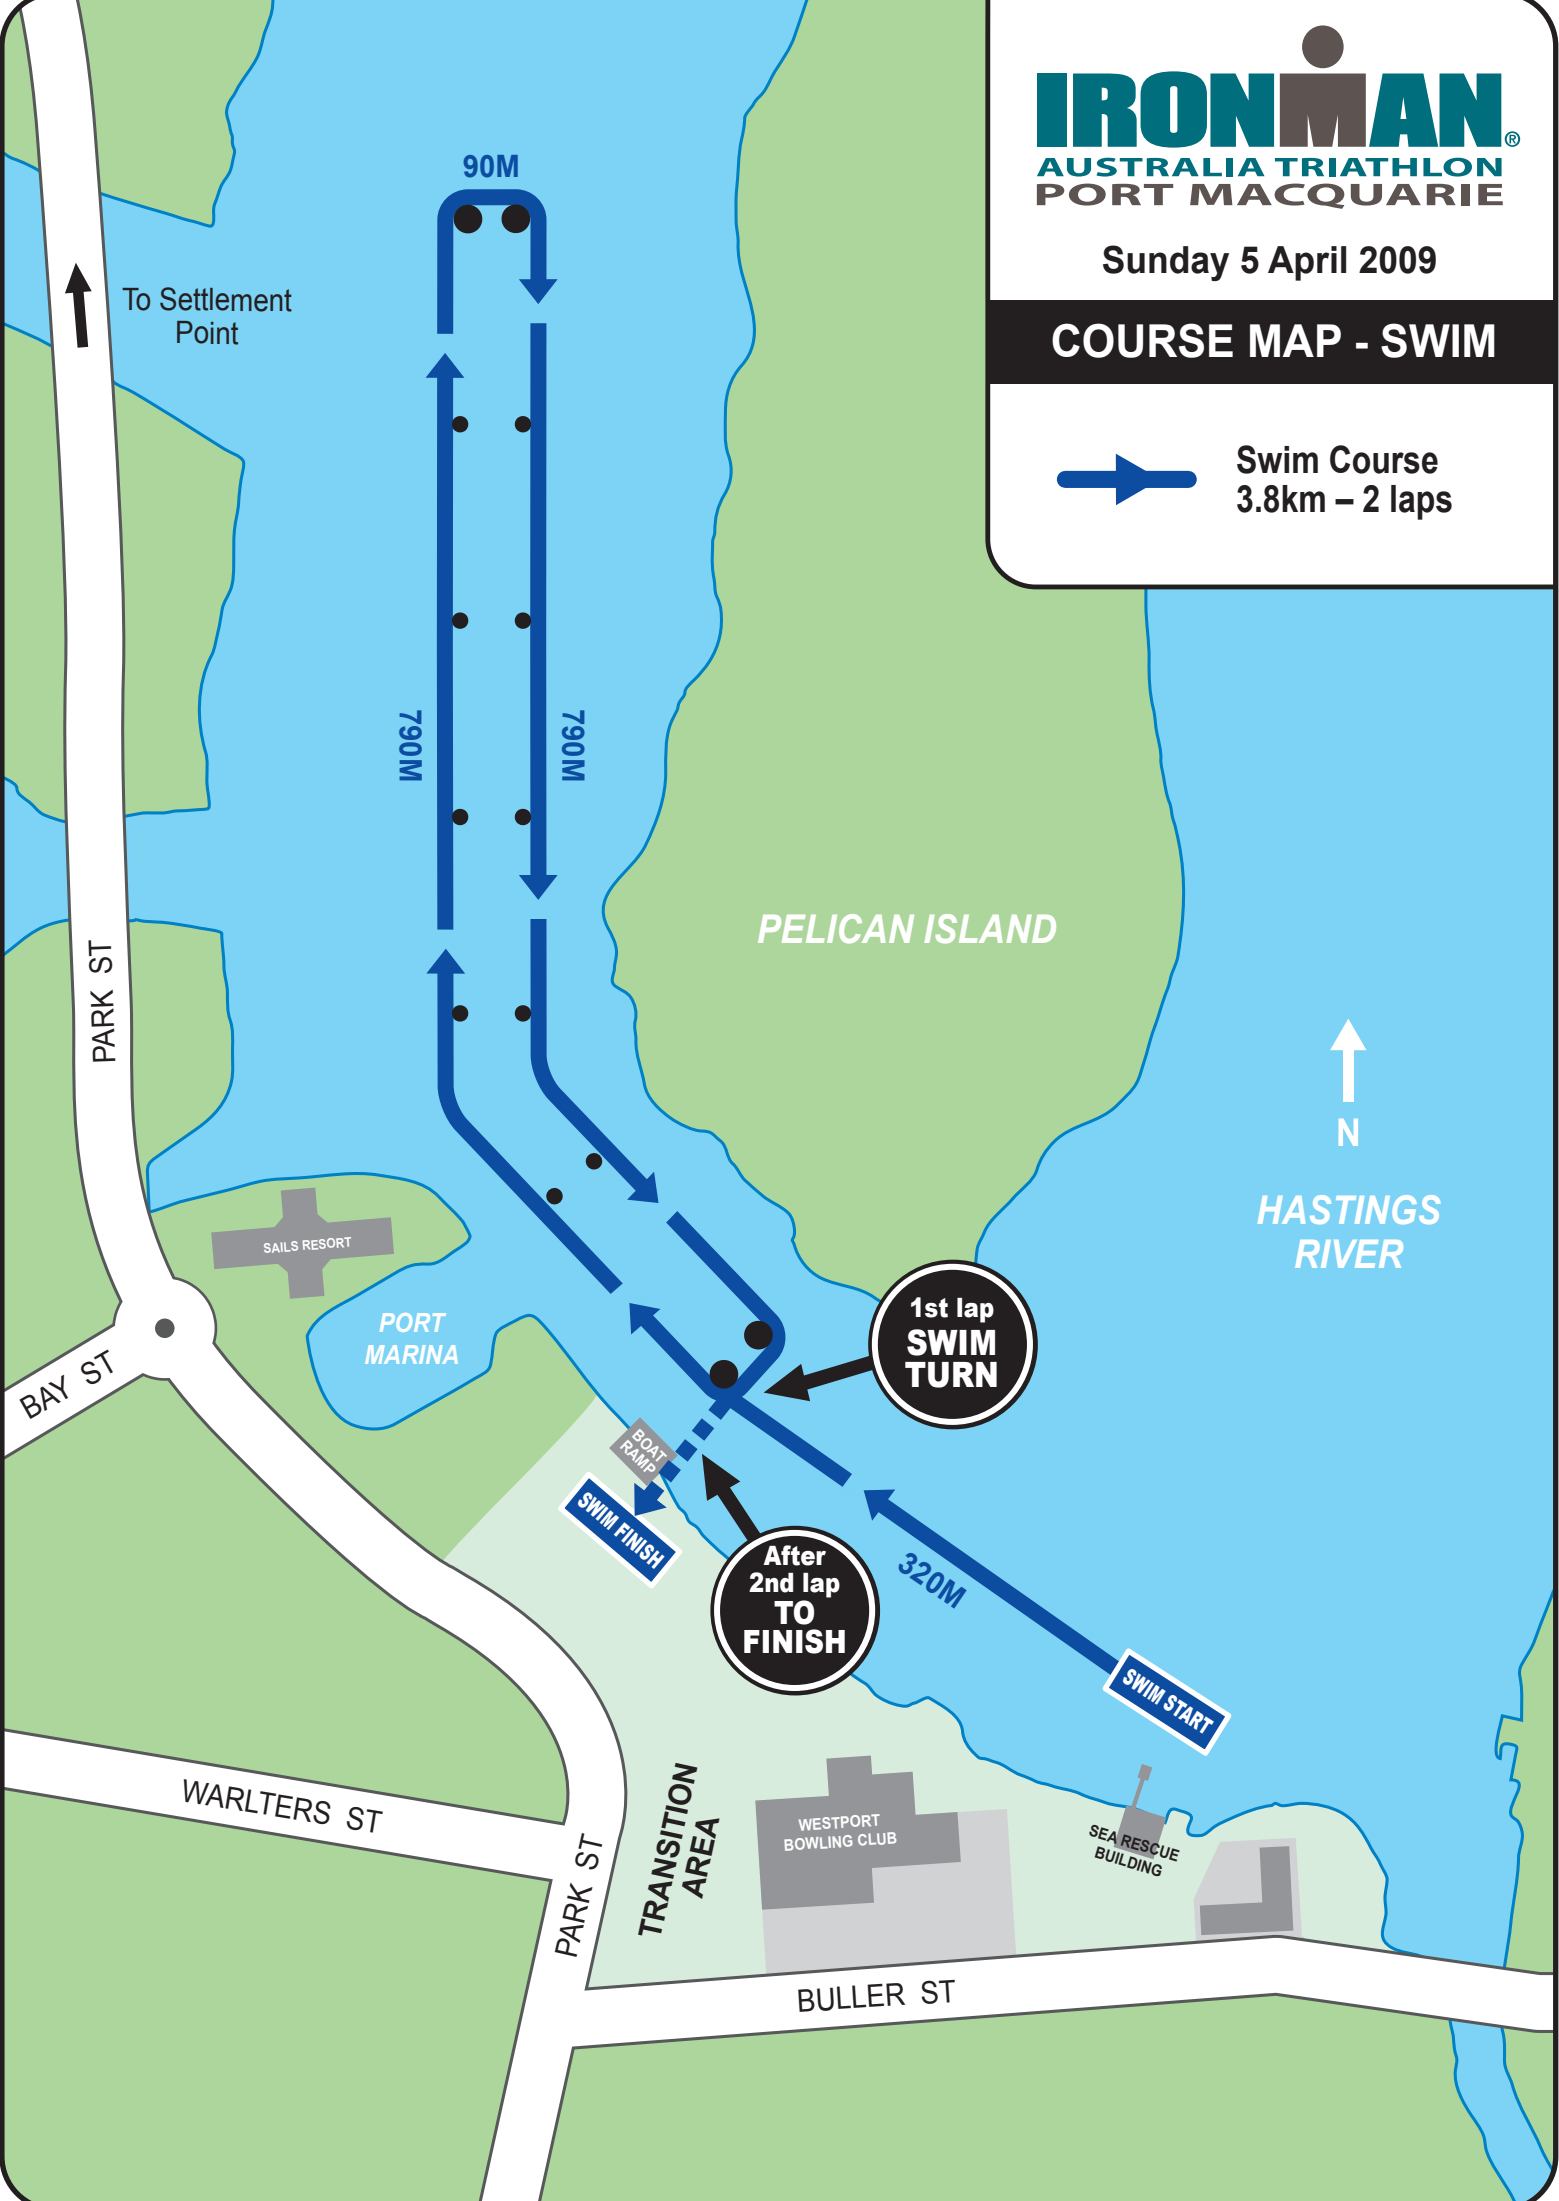 IRONMAN®
AUSTRALIA TRIATHLON
PORT MACQUARIE
Sunday 5 April 2009
COURSE MAP - SWIM
Swim Course
3.8km – 2 laps
90M
To Settlement
Point
790M
790M
PELICAN ISLAND
PARK ST
N
HASTINGS
RIVER
SAILS RESORT
PORT
MARINA
1st lap
SWIM
TURN
BAY ST
BOAT
RAMP
SWIM FINISH
After
2nd lap
TO
FINISH
320M
SWIM START
WARLTERS ST
TRANSITION
AREA
WESTPORT
BOWLING CLUB
SEA RESCUE
BUILDING
PARK ST
BULLER ST